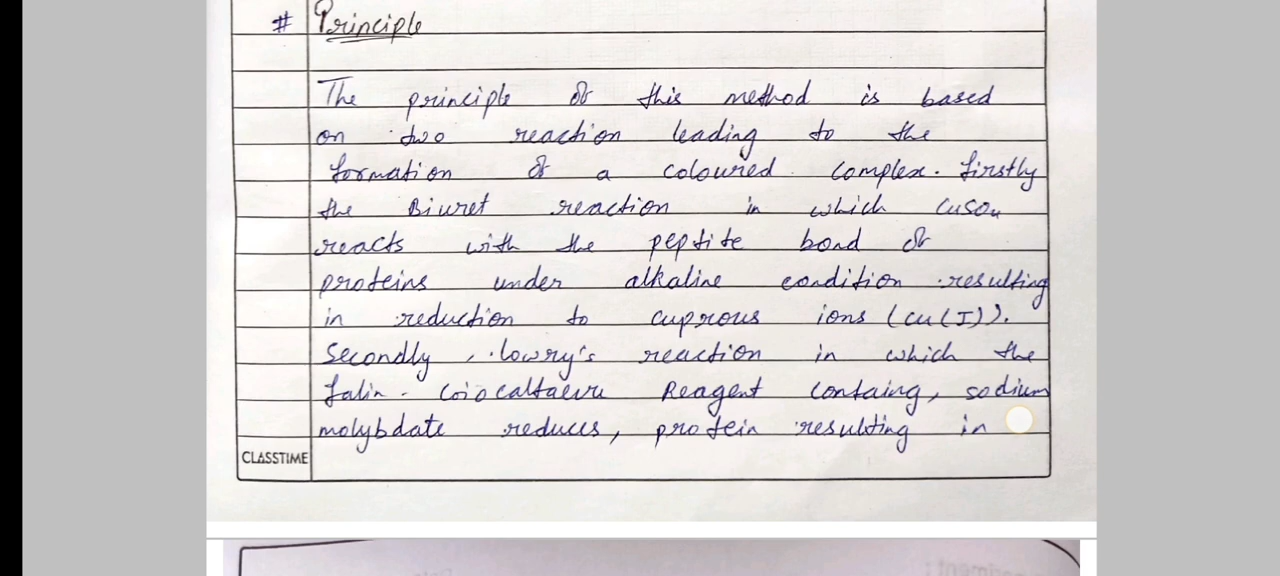 # Principle
The principle of this method is based
on two reaction leading to the
formation of a coloured complex. firstly
the Biuret reaction in which CuSO4
reacts with the peptite bond of
proteins under alkaline condition resulting
in reduction to cuprous ions (Cu(I)).
Secondly, lowry's reaction in which the
falin - coiocaltaevu Reagent Containg, sodium
molybdate reduces, protein resulting in
CLASSTIME